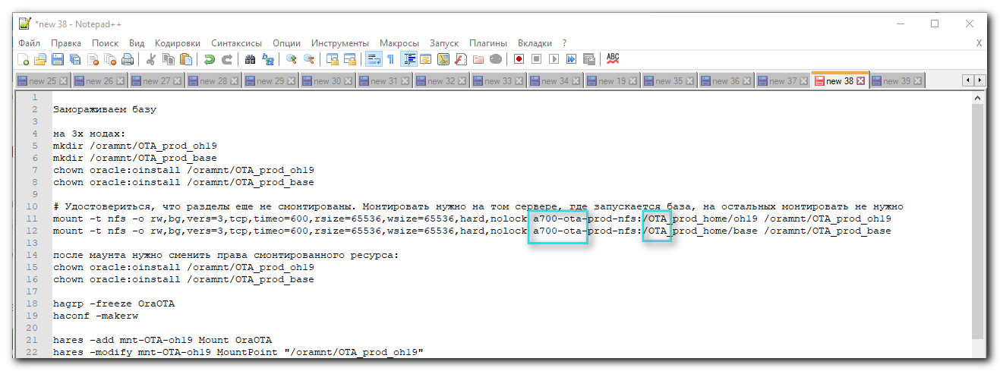 *new 38 - Notepad++
Файл Правка Поиск Вид Кодировки Синтаксисы Опции Инструменты Макросы Запуск Плагины Вкладки ? X
ABC
new 25 new 26 new 27 new 28 new 29 new 30 new 31 new 32 new 33 new 34 new 19 new 35 new 36 new 37 new 38 new 39
1
2 Замораживаем базу
3
4 на 3х нодах:
5 mkdir /oramnt/OTA_prod_oh19
6 mkdir /oramnt/OTA_prod_base
7 chown oracle:oinstall /oramnt/OTA_prod_oh19
8 chown oracle:oinstall /oramnt/OTA_prod_base
9
10 # Удостовериться, что разделы еще не смонтированы. Монтировать нужно на том сервере, где запускается база, на остальных монтировать не нужно
11 mount -t nfs -o rw,bg,vers=3,tcp,timeo=600,rsize=65536,wsize=65536,hard,nolock a700-ota-prod-nfs:/OTA_prod_home/oh19 /oramnt/OTA_prod_oh19
12 mount -t nfs -o rw,bg,vers=3,tcp,timeo=600,rsize=65536,wsize=65536,hard,nolock a700-ota-prod-nfs:/OTA_prod_home/base /oramnt/OTA_prod_base
13
14 после маунта нужно сменить права смонтированного ресурса:
15 chown oracle:oinstall /oramnt/OTA_prod_oh19
16 chown oracle:oinstall /oramnt/OTA_prod_base
17
18 hagrp -freeze OraOTA
19 haconf -makerw
20
21 hares -add mnt-OTA-oh19 Mount OraOTA
22 hares -modify mnt-OTA-oh19 MountPoint "/oramnt/OTA_prod_oh19"